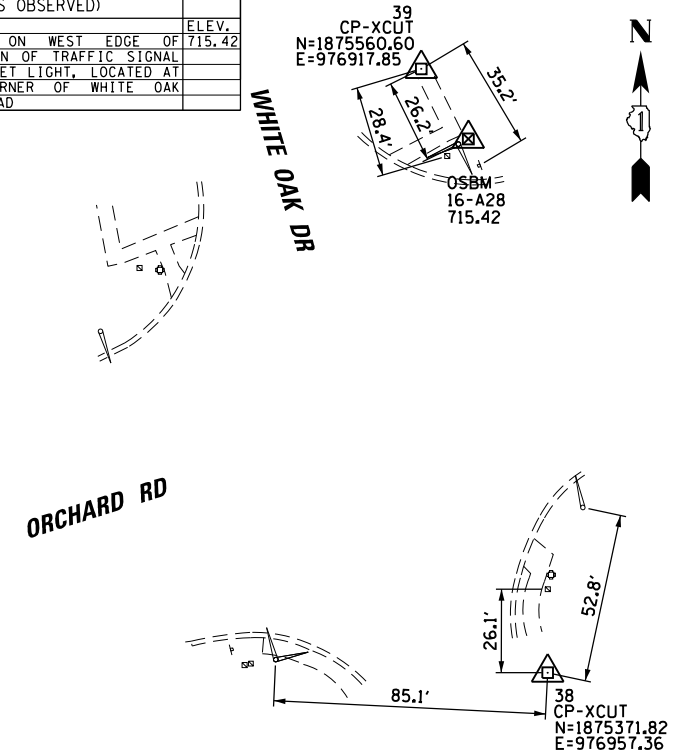 S OBSERVED)
ELEV.
ON WEST EDGE OF 715.42
N OF TRAFFIC SIGNAL
ET LIGHT, LOCATED AT
RNER OF WHITE OAK
AD
39
CP-XCUT
N=1875560.60
E=976917.85
N
1
35.2'
26.2'
28.4'
WHITE OAK DR
OSBM
16-A28
715.42
ORCHARD RD
52.8'
26.1'
85.1'
38
CP-XCUT
N=1875371.82
E=976957.36